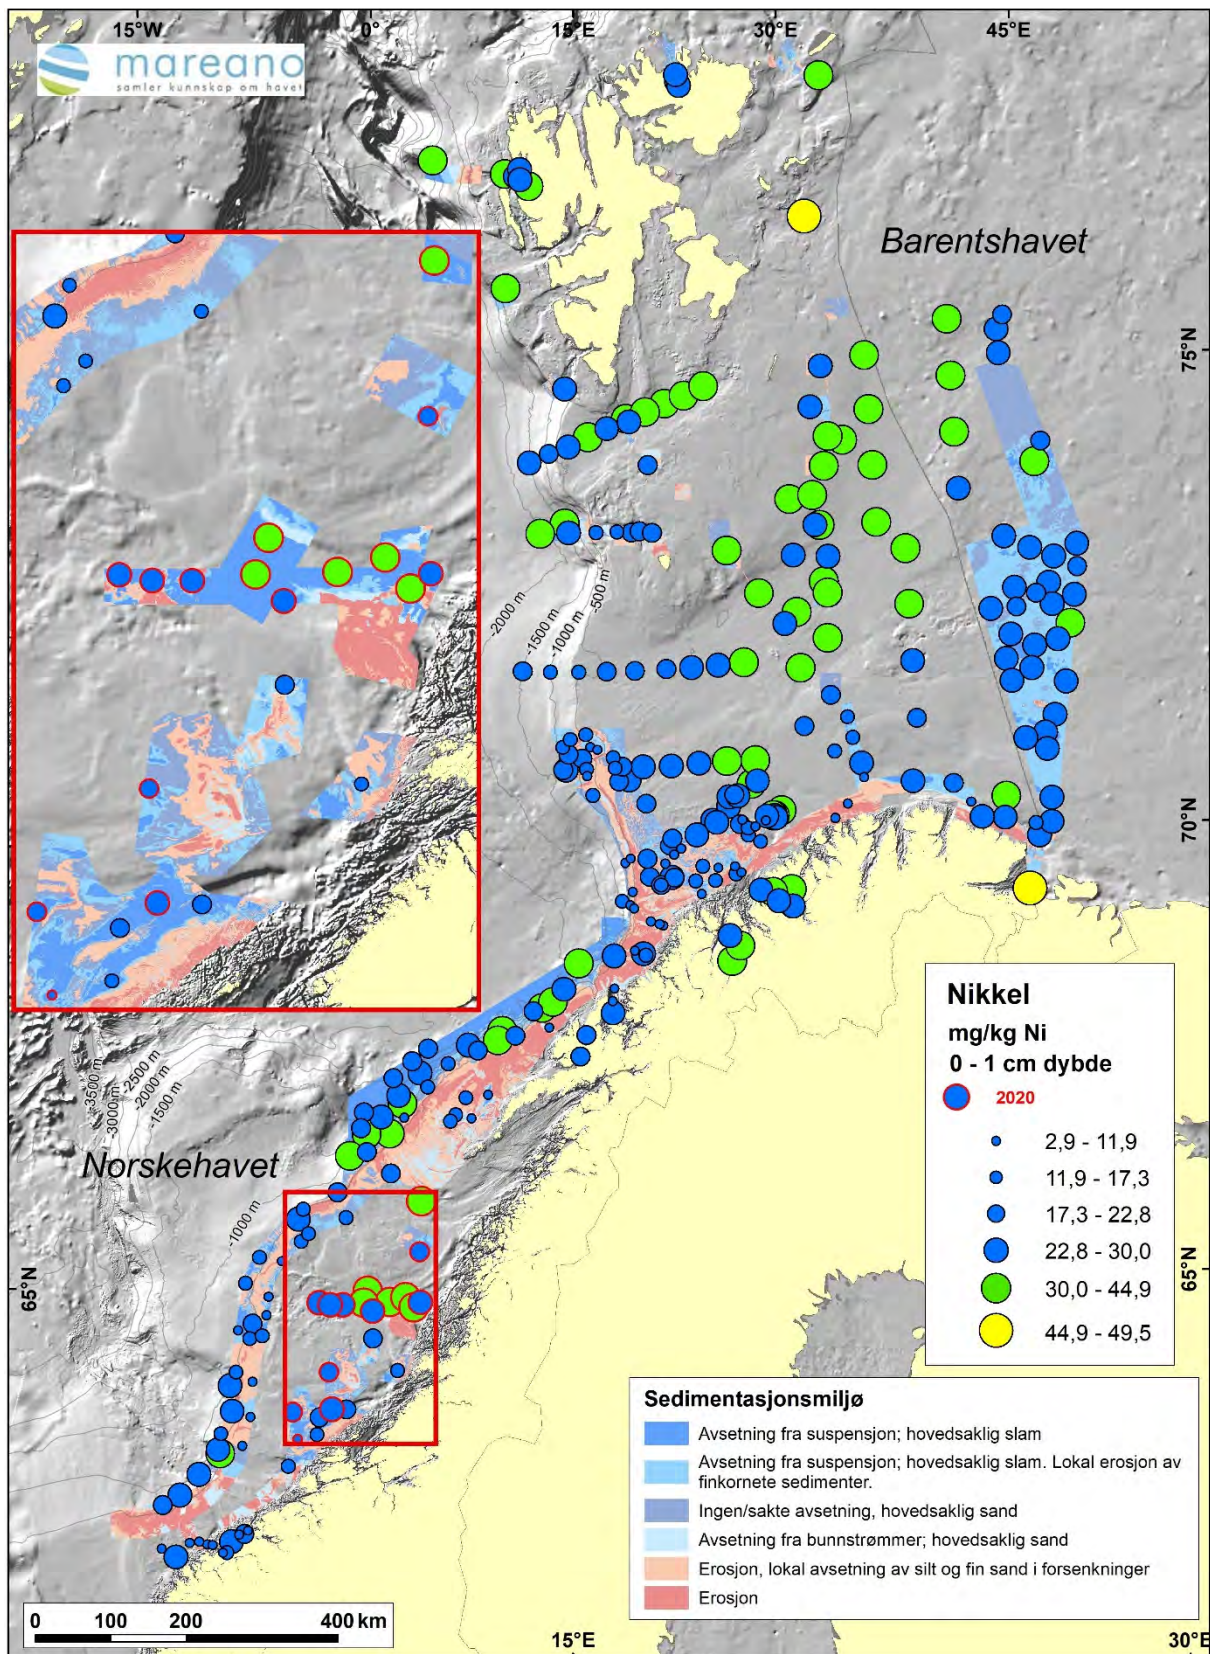 15°W
0°
15°E
30°E
45°E
mareano
samler kunnskap om havet
Barentshavet
75°N
-2000 m
-1500 m
-1000 m
-500 m
70°N
Nikkel
mg/kg Ni
0 - 1 cm dybde
2020
2,9 - 11,9
11,9 - 17,3
17,3 - 22,8
22,8 - 30,0
30,0 - 44,9
44,9 - 49,5
-3500 m
-3000 m
-2500 m
-2000 m
-1500 m
Norskehavet
-1000 m
65°N
65°N
Sedimentasjonsmiljø
Avsetning fra suspensjon; hovedsaklig slam
Avsetning fra suspensjon; hovedsaklig slam. Lokal erosjon av
finkornete sedimenter.
Ingen/sakte avsetning, hovedsaklig sand
Avsetning fra bunnstrømmer; hovedsaklig sand
Erosjon, lokal avsetning av silt og fin sand i forsenkninger
Erosjon
0 100 200 400 km
15°E
30°E